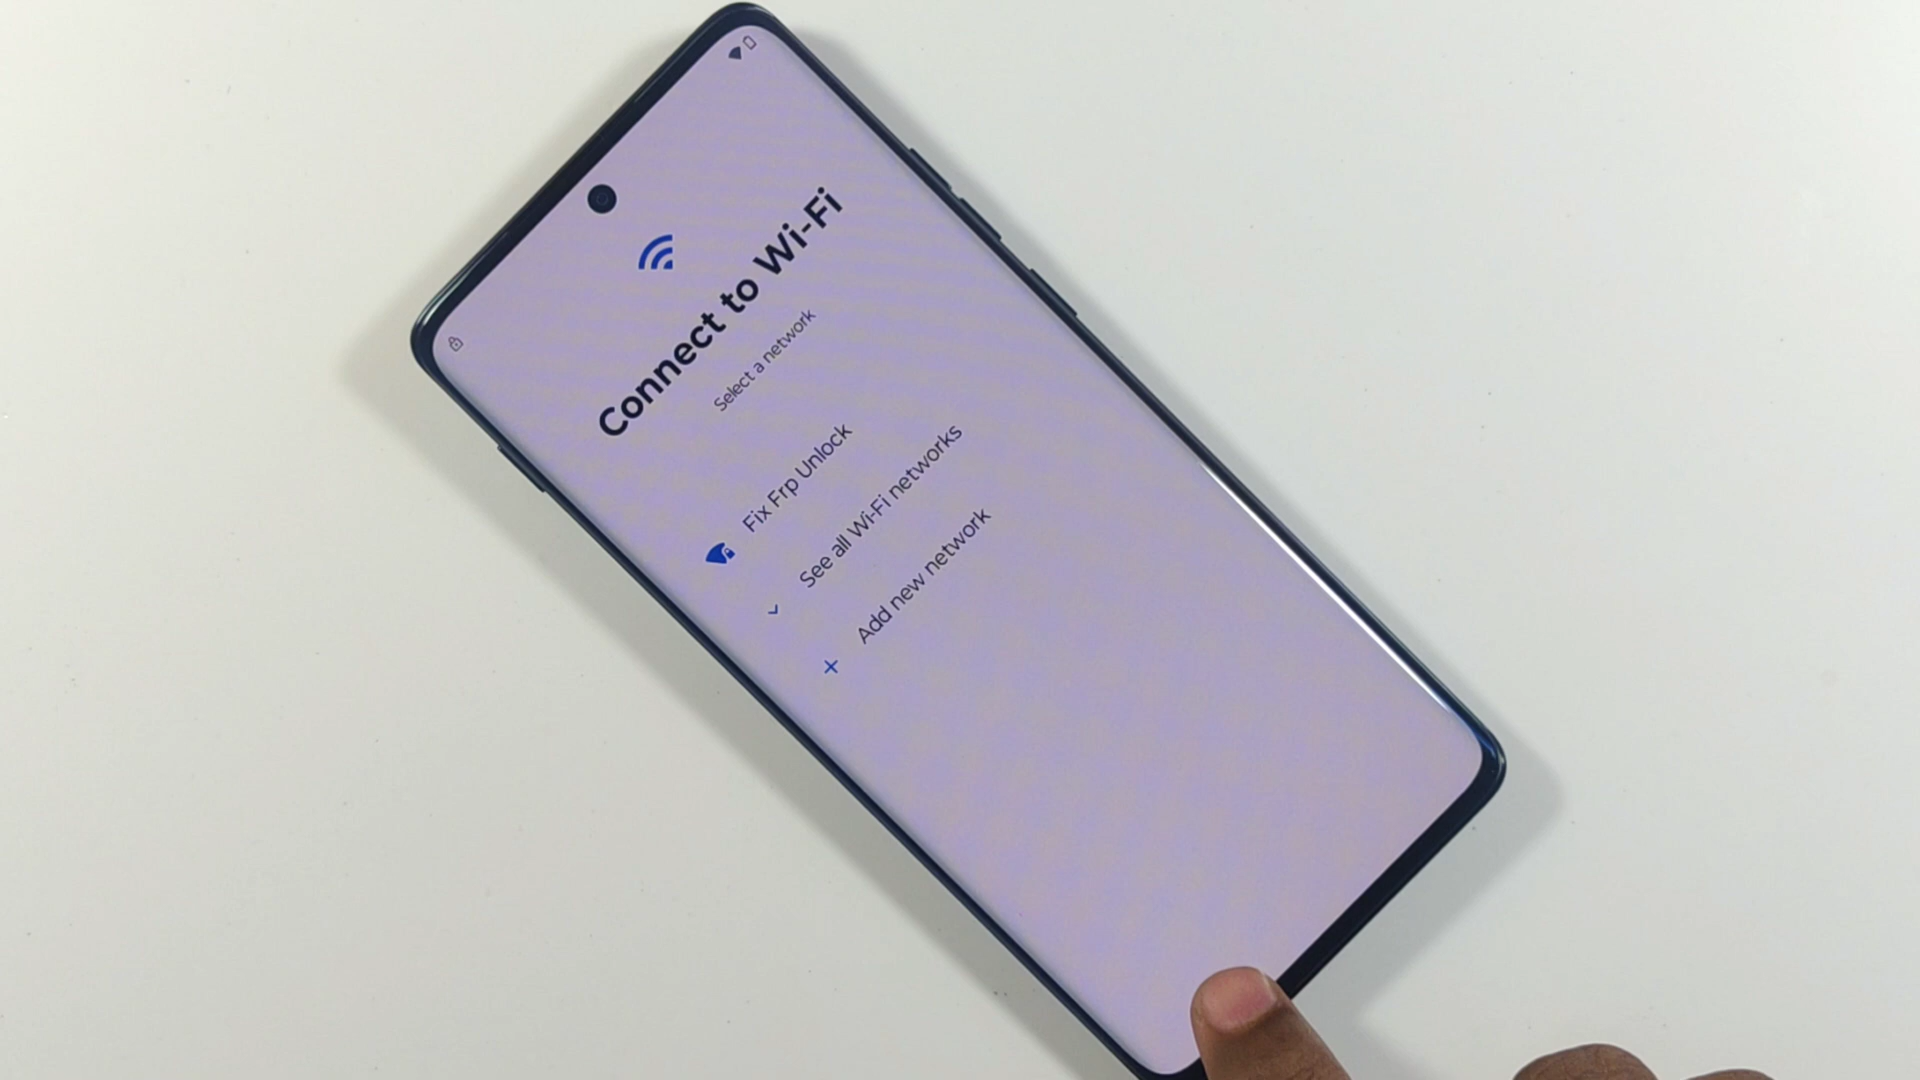 Connect to Wi-Fi
Select a network
Fix Frp Unlock
See all Wi-Fi networks
Add new network